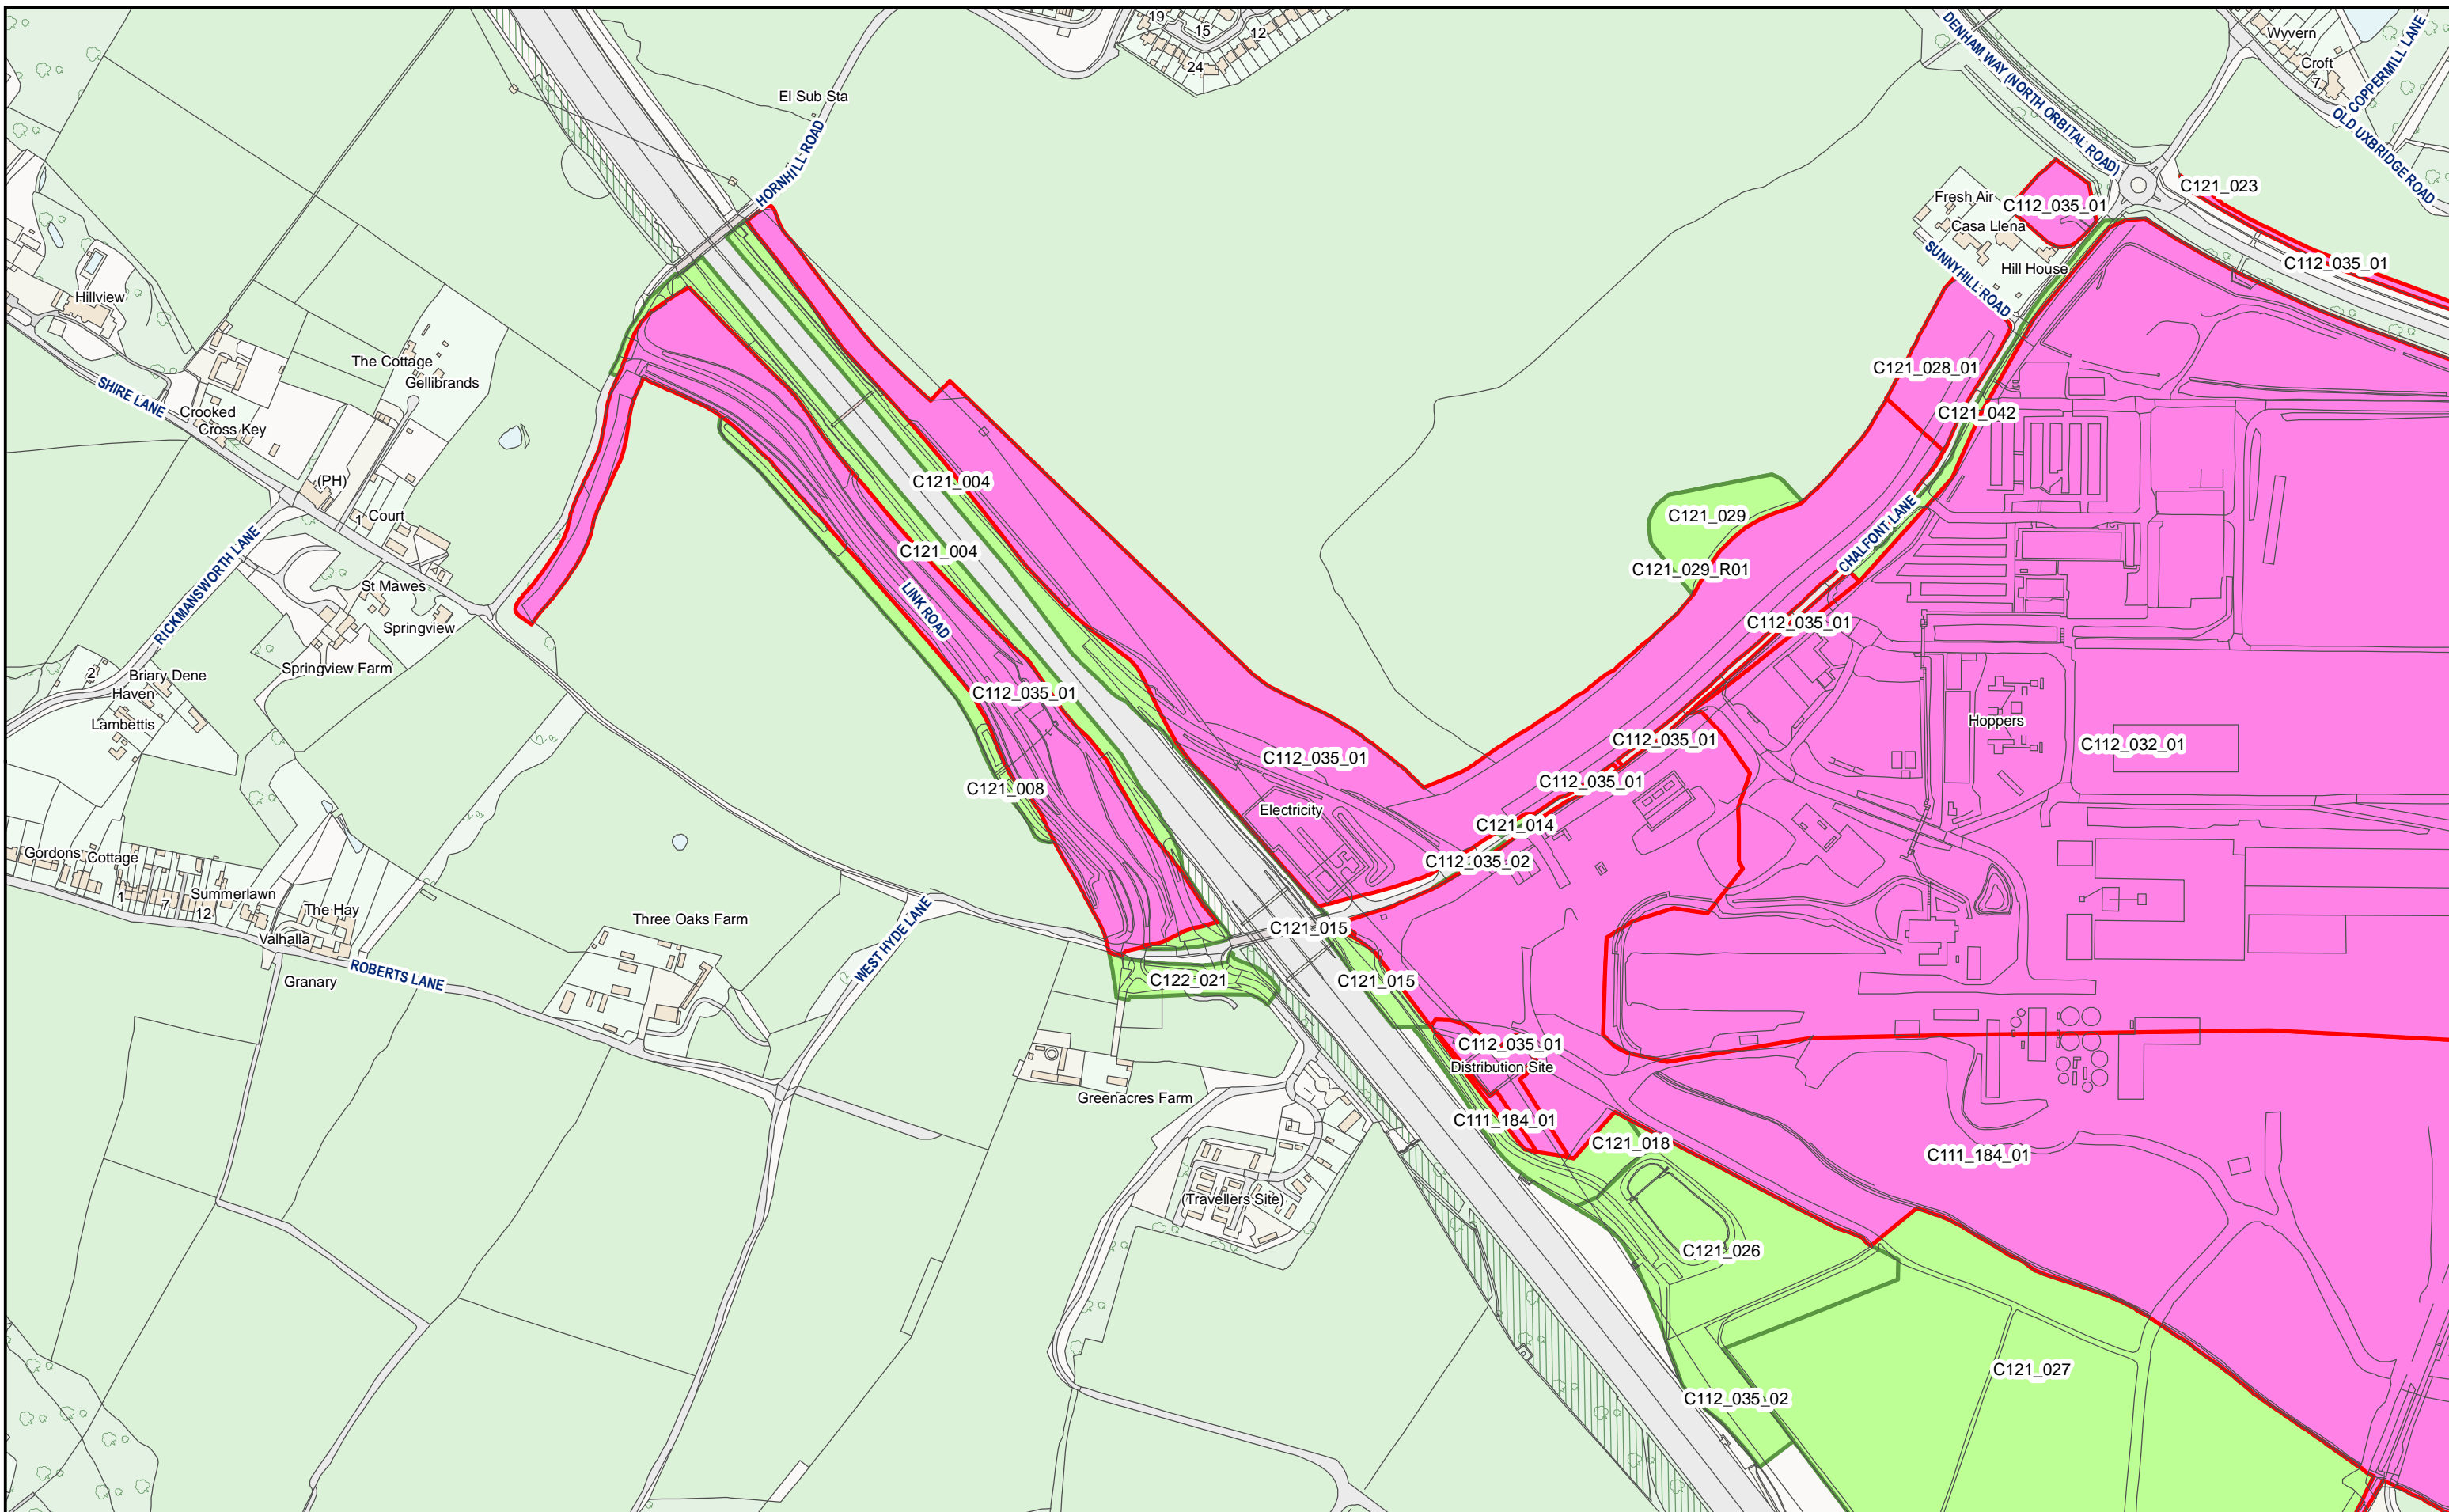 19
15
12
24
Wyvern
Croft
7
DENHAM WAY (NORTH ORBITAL ROAD)
COPPERMILL LANE
OLD UXBRIDGE ROAD
El Sub Sta
HORNHILL ROAD
C121_023
Fresh Air
C112_035_01
Casa Llena
SUNNYHILL ROAD
Hill House
C112_035_01
Hillview
The Cottage
Gellibrands
SHIRE LANE
Crooked
Cross Key
C121_028_01
C121_042
(PH)
1
Court
C121_004
C121_029
C121_004
CHALFONT LANE
C121_029_R01
RICKMANSWORTH LANE
St Mawes
Springview
LINK ROAD
C112_035_01
Springview Farm
2
Briary Dene
Haven
Lambettis
C112_035_01
C112_035_01
Hoppers
C112_032_01
C112_035_01
C112_035_01
C121_008
Electricity
C121_014
C112_035_02
Gordons
Cottage
1
7
12
Summerlawn
The Hay
Valhalla
Three Oaks Farm
WEST HYDE LANE
C121_015
ROBERTS LANE
Granary
C122_021
C121_015
C112_035_01
Distribution Site
Greenacres Farm
C111_184_01
C121_018
C111_184_01
(Travellers Site)
C121_026
C121_027
C112_035_02